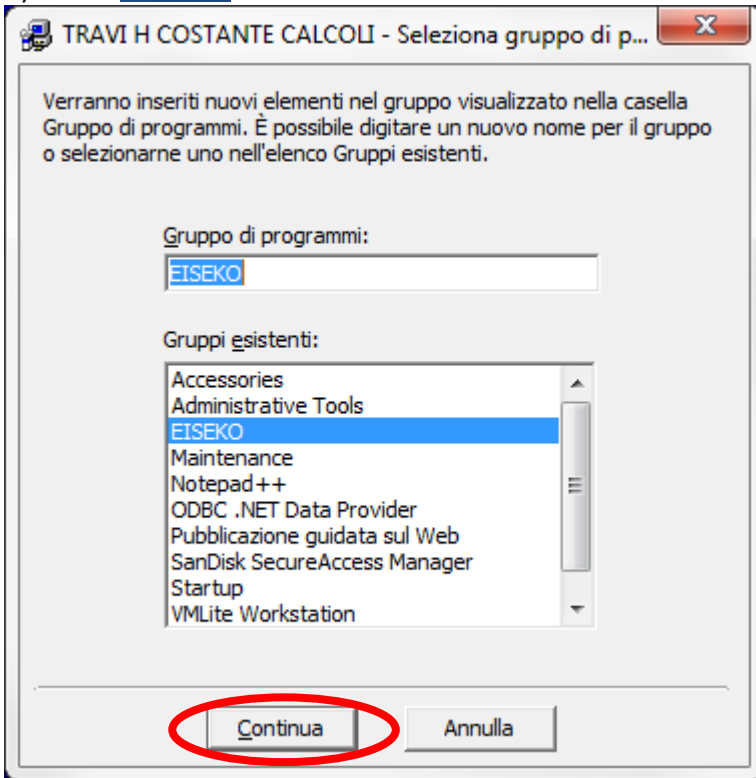 TRAVI H COSTANTE CALCOLI - Seleziona gruppo di p...
Verranno inseriti nuovi elementi nel gruppo visualizzato nella casella
Gruppo di programmi. È possibile digitare un nuovo nome per il gruppo
o selezionarne uno nell'elenco Gruppi esistenti.
Gruppo di programmi:
EISEKO
Gruppi esistenti:
Accessories
Administrative Tools
EISEKO
Maintenance
Notepad++
ODBC .NET Data Provider
Pubblicazione guidata sul Web
SanDisk SecureAccess Manager
Startup
VMLite Workstation
Continua Annulla